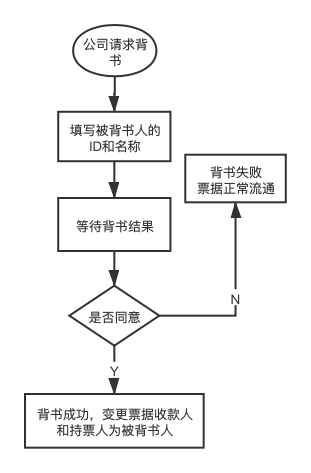 公司请求背
书
填写被背书人的
ID和名称
背书失败
票据正常流通
等待背书结果
是否同意
N
Y
背书成功，变更票据收款人
和持票人为被背书人